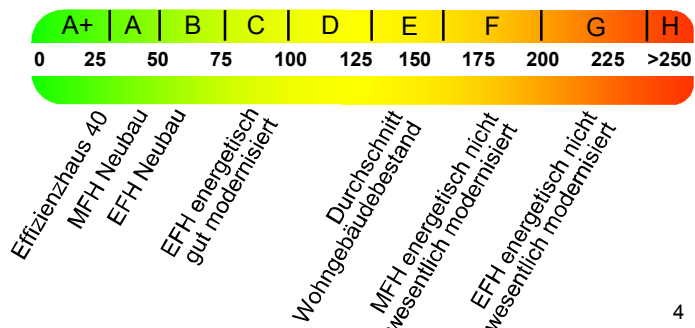 A+ A B C D E F G H
0 25 50 75 100 125 150 175 200 225 >250
Effizienzhaus 40
MFH Neubau
EFH Neubau
EFH energetisch
gut modernisiert
Durchschnitt
Wohngebäudebestand
MFH energetisch nicht
wesentlich modernisiert
EFH energetisch nicht
wesentlich modernisiert
4